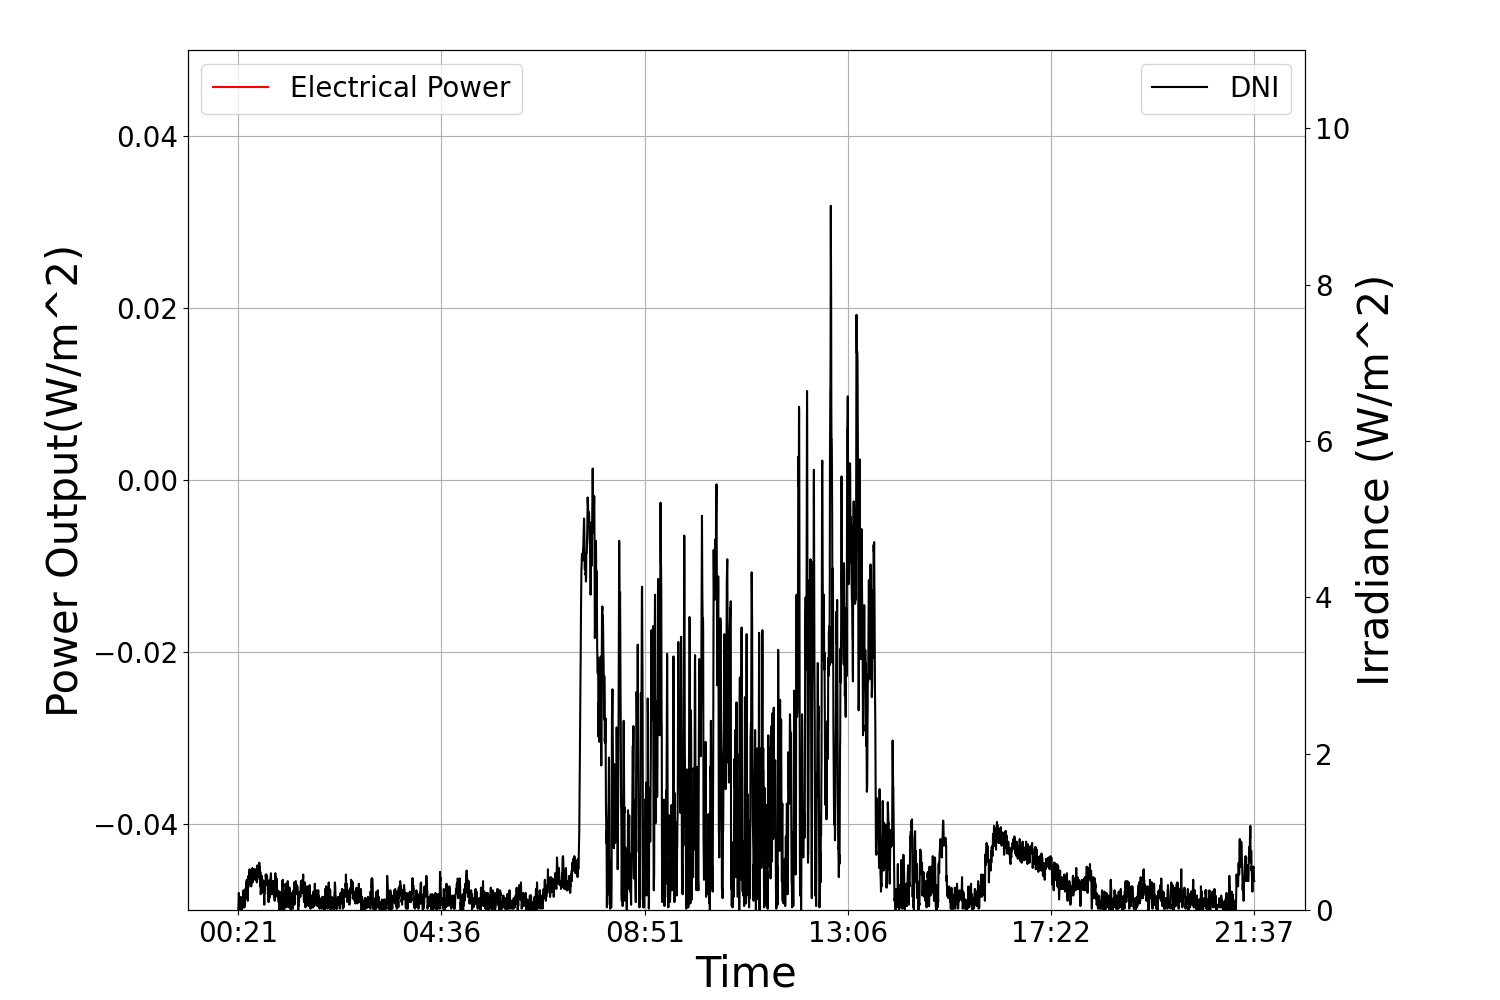 Electrical Power
DNI
0.04
0.02
0.00
−0.02
−0.04
Power Output(W/m^2)
10
8
6
4
2
0
Irradiance (W/m^2)
00:21 04:36 08:51 13:06 17:22 21:37
Time